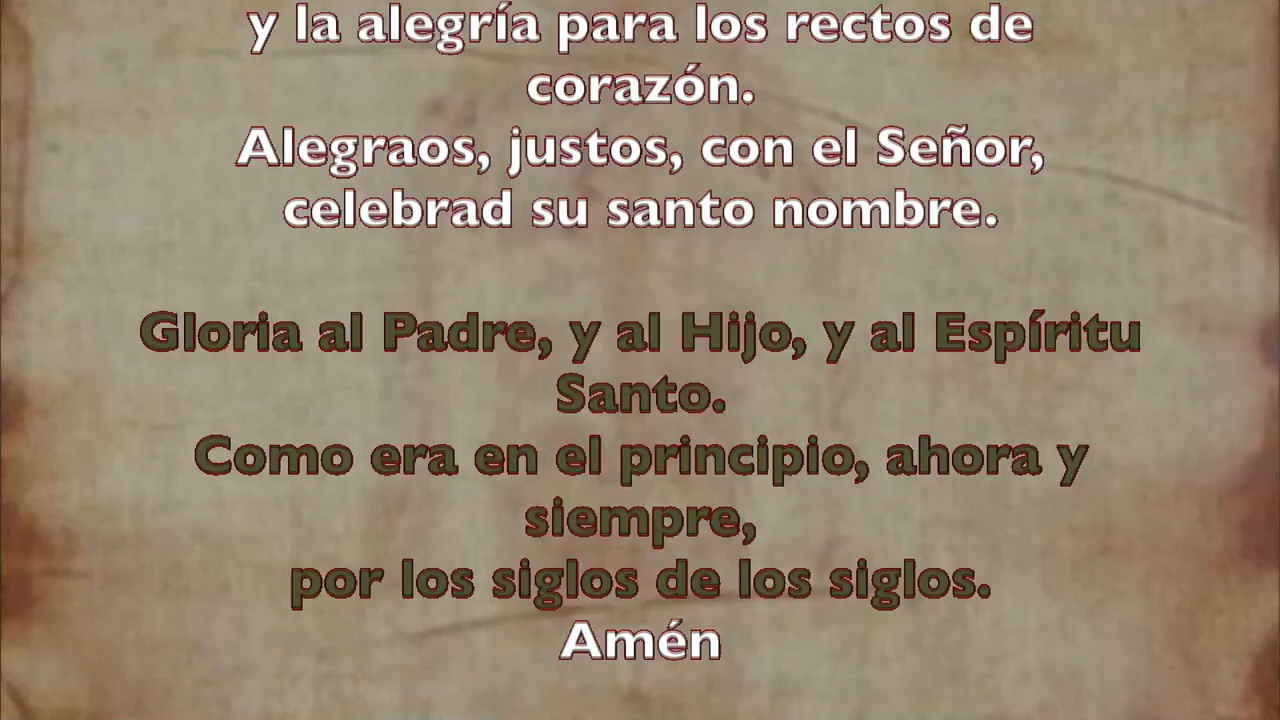 y la alegría para los rectos de
corazón.
Alegraos, justos, con el Señor,
celebrad su santo nombre.
Gloria al Padre, y al Hijo, y al Espíritu
Santo.
Como era en el principio, ahora y
siempre,
por los siglos de los siglos.
Amén